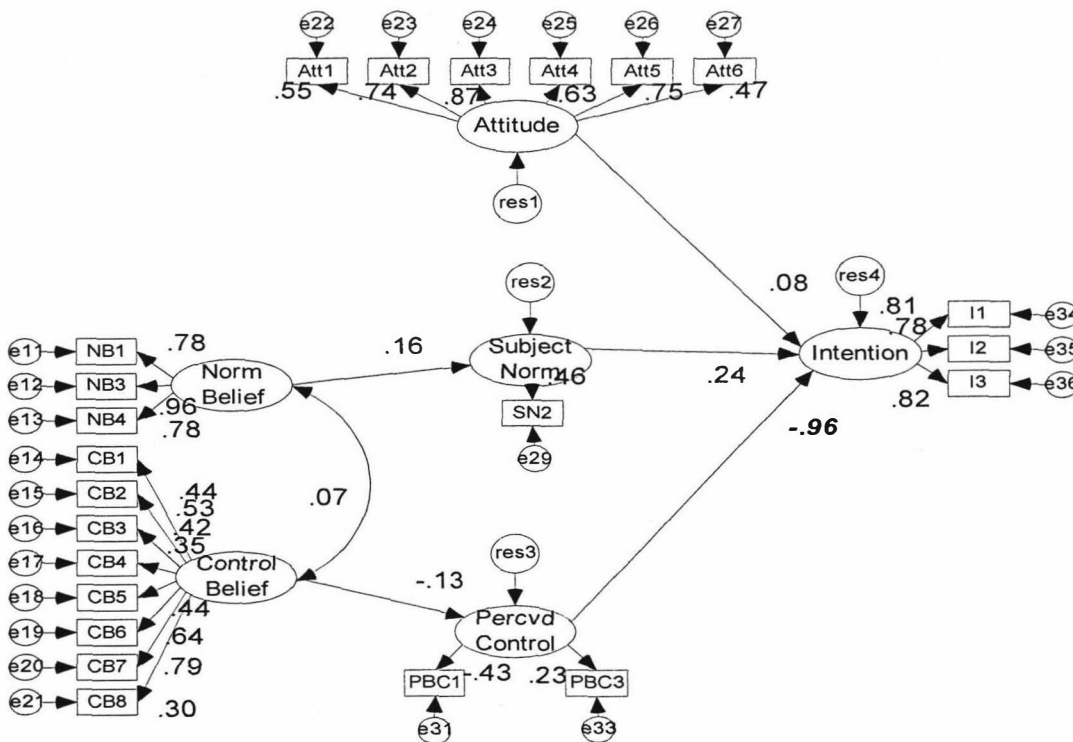 e22 e23 e24 e25 e26 e27
Att1 Att2 Att3 Att4 Att5 Att6
.55 .74 .87 .63 .75 .47
Attitude
res1
res2
res4
.08
.81
I1 e34
.78
I2 e35
I3 e36
.82
Intention
e11 NB1 .78
e12 NB3
e13 NB4
.96
.78
Norm
Belief
.16
Subject
Norm
.46
SN2
e29
.24
-.96
.07
e14 CB1
e15 CB2
e16 CB3
e17 CB4
e18 CB5
e19 CB6
e20 CB7
e21 CB8
.44
.53
.42
.35
.44
.64
.79
.30
Control
Belief
-.13
res3
Percvd
Control
PBC1 -.43 .23 PBC3
e31 e33